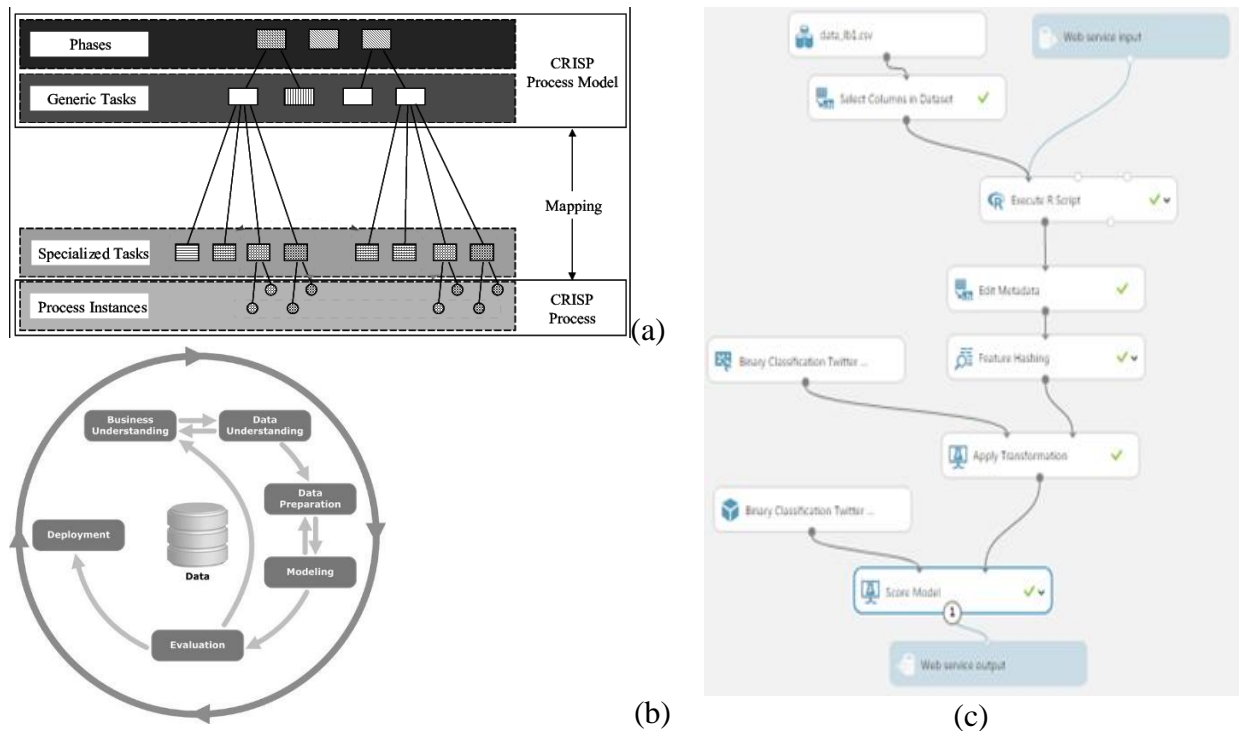 Phases
Generic Tasks
CRISP
Process Model
Mapping
Specialized Tasks
Process Instances
CRISP
Process
(a)
Business
Understanding
Data
Understanding
Data
Preparation
Deployment
Data
Modeling
Evaluation
(b)
data_lb1.csv
Web service input
Select Columns in Dataset
Execute R Script
Edit Metadata
Feature Hashing
Binary Classification Twitter ...
Apply Transformation
Binary Classification Twitter ...
Score Model
1
Web service output
(c)